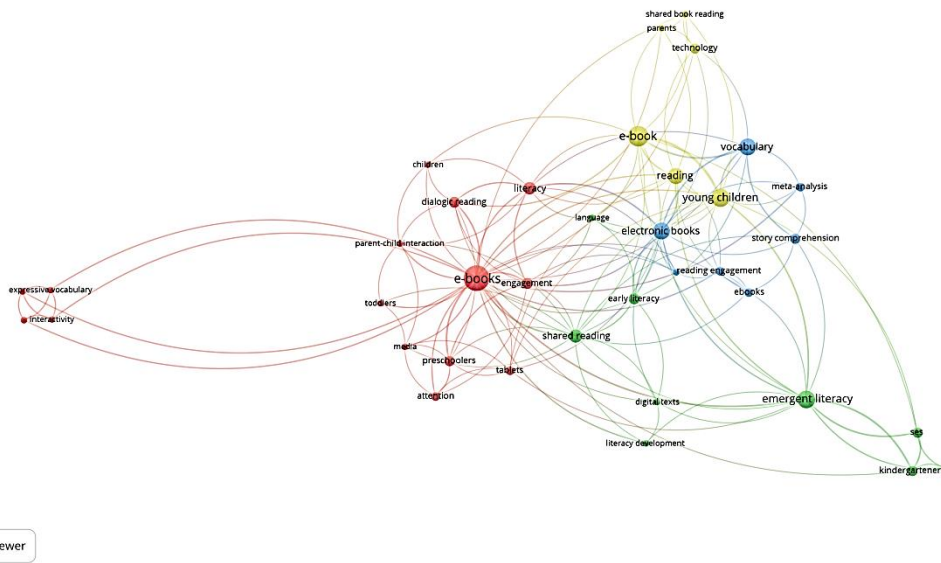 shared book reading
parents
technology
e-book
vocabulary
children
reading
literacy
meta-analysis
dialogic reading
young children
language
electronic books
story comprehension
parent-child interaction
reading engagement
e-books
engagement
expressive vocabulary
ebooks
toddlers
early literacy
interactivity
shared reading
media
preschoolers
tablets
attention
emergent literacy
digital texts
ses
literacy development
kindergartener
ewer